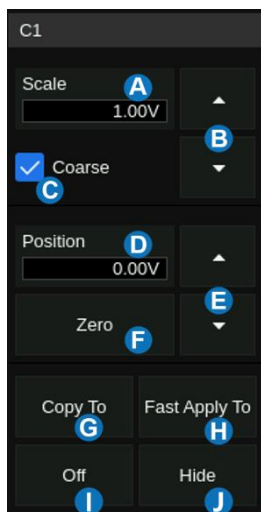 C1
Scale
A
1.00V
B
Coarse
C
Position
D
0.00V
E
Zero
F
Copy To
Fast Apply To
G
H
Off
Hide
I
J